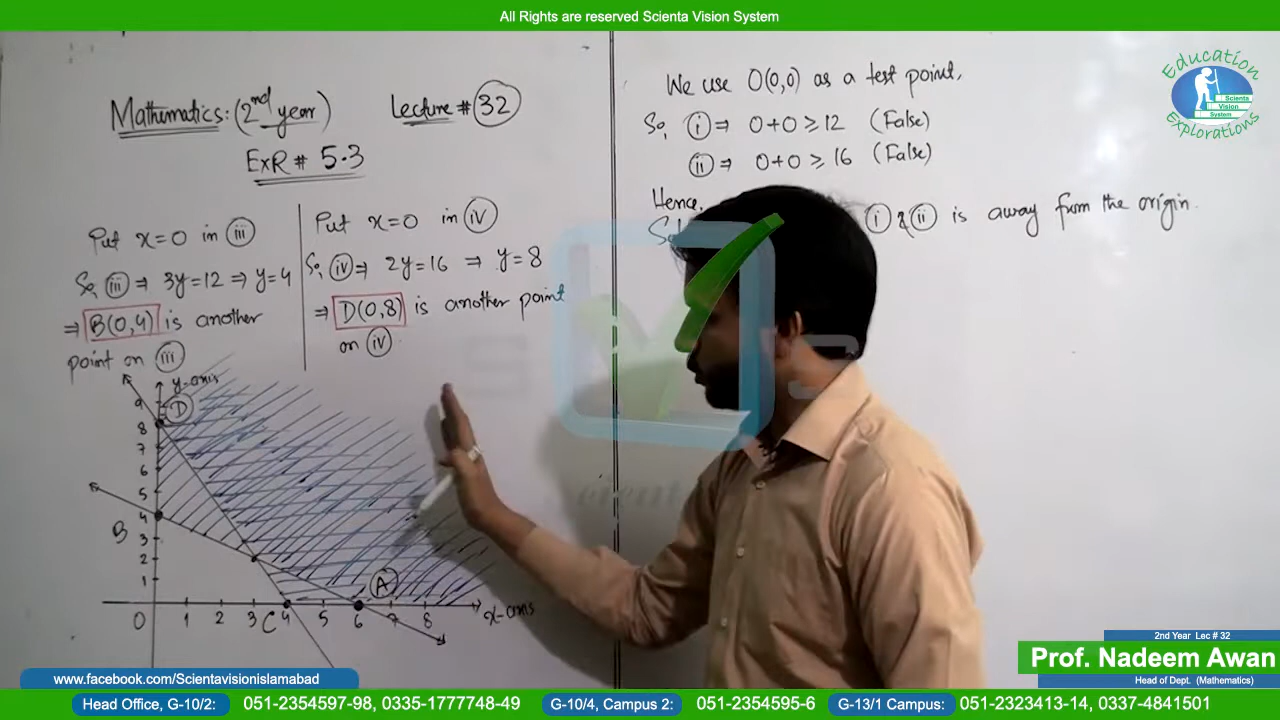 All Rights are reserved Scienta Vision System
Mathematics: (2nd year)
Lecture # 32
ExR # 5.3
Put x=0 in iii
So, iii ⇒ 3y=12 ⇒ y=4
⇒ B(0,4) is another
point on iii
Put x=0 in iv
So, iv ⇒ 2y=16 ⇒ y=8
⇒ D(0,8) is another point
on iv
y-axis
9
D
8
7
6
5
4
B
3
2
1
A
O 1 2 3 C 4 5 6 7 8 x-axis
We use O(0,0) as a test point,
So, i ⇒ 0+0 ≥ 12 (False)
ii ⇒ 0+0 ≥ 16 (False)
Hence,
i & ii is away from the origin.
Education
Scienta
Vision
System
Explorations
2nd Year Lec # 32
Prof. Nadeem Awan
Head of Dept. (Mathematics)
www.facebook.com/Scientavisionislamabad
Head Office, G-10/2: 051-2354597-98, 0335-1777748-49 G-10/4, Campus 2: 051-2354595-6 G-13/1 Campus: 051-2323413-14, 0337-4841501